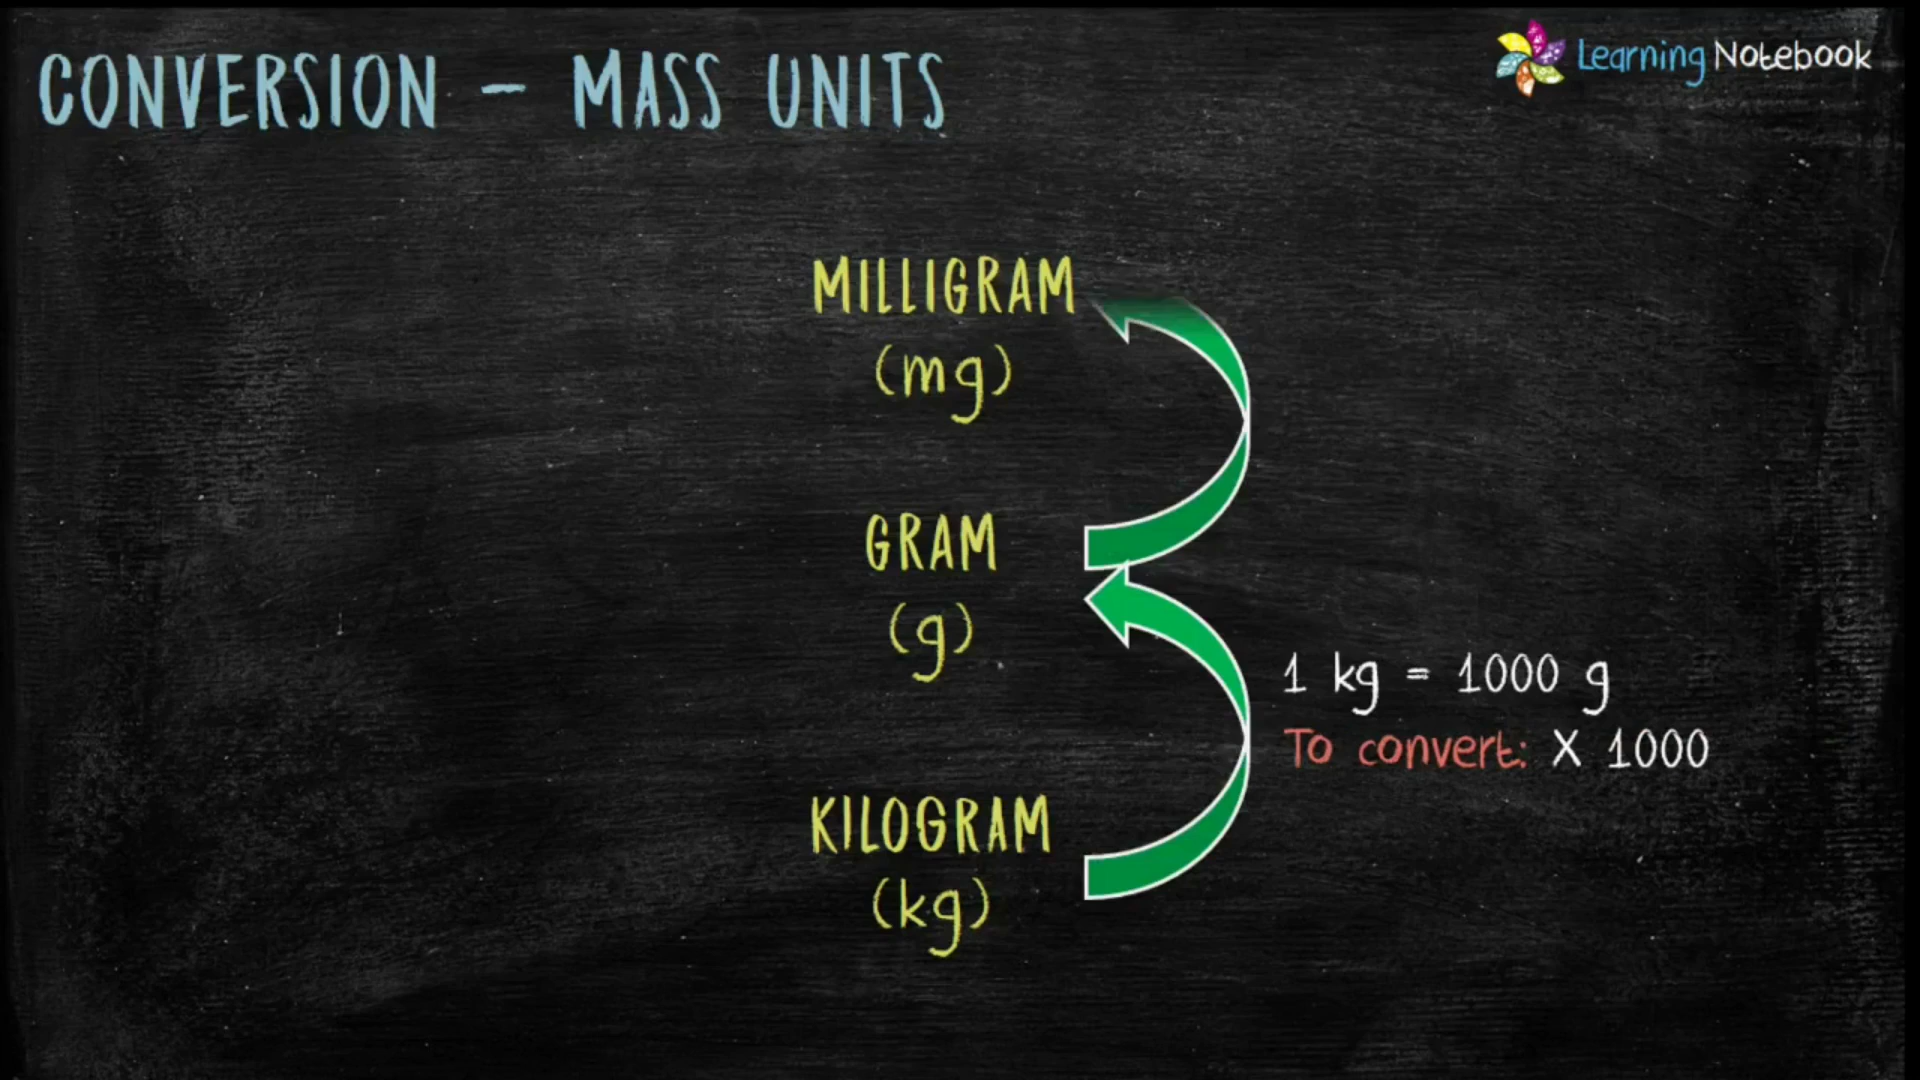 CONVERSION - MASS UNITS
Learning Notebook
MILLIGRAM
(mg)
GRAM
(g)
1 kg = 1000 g
To convert: X 1000
KILOGRAM
(kg)